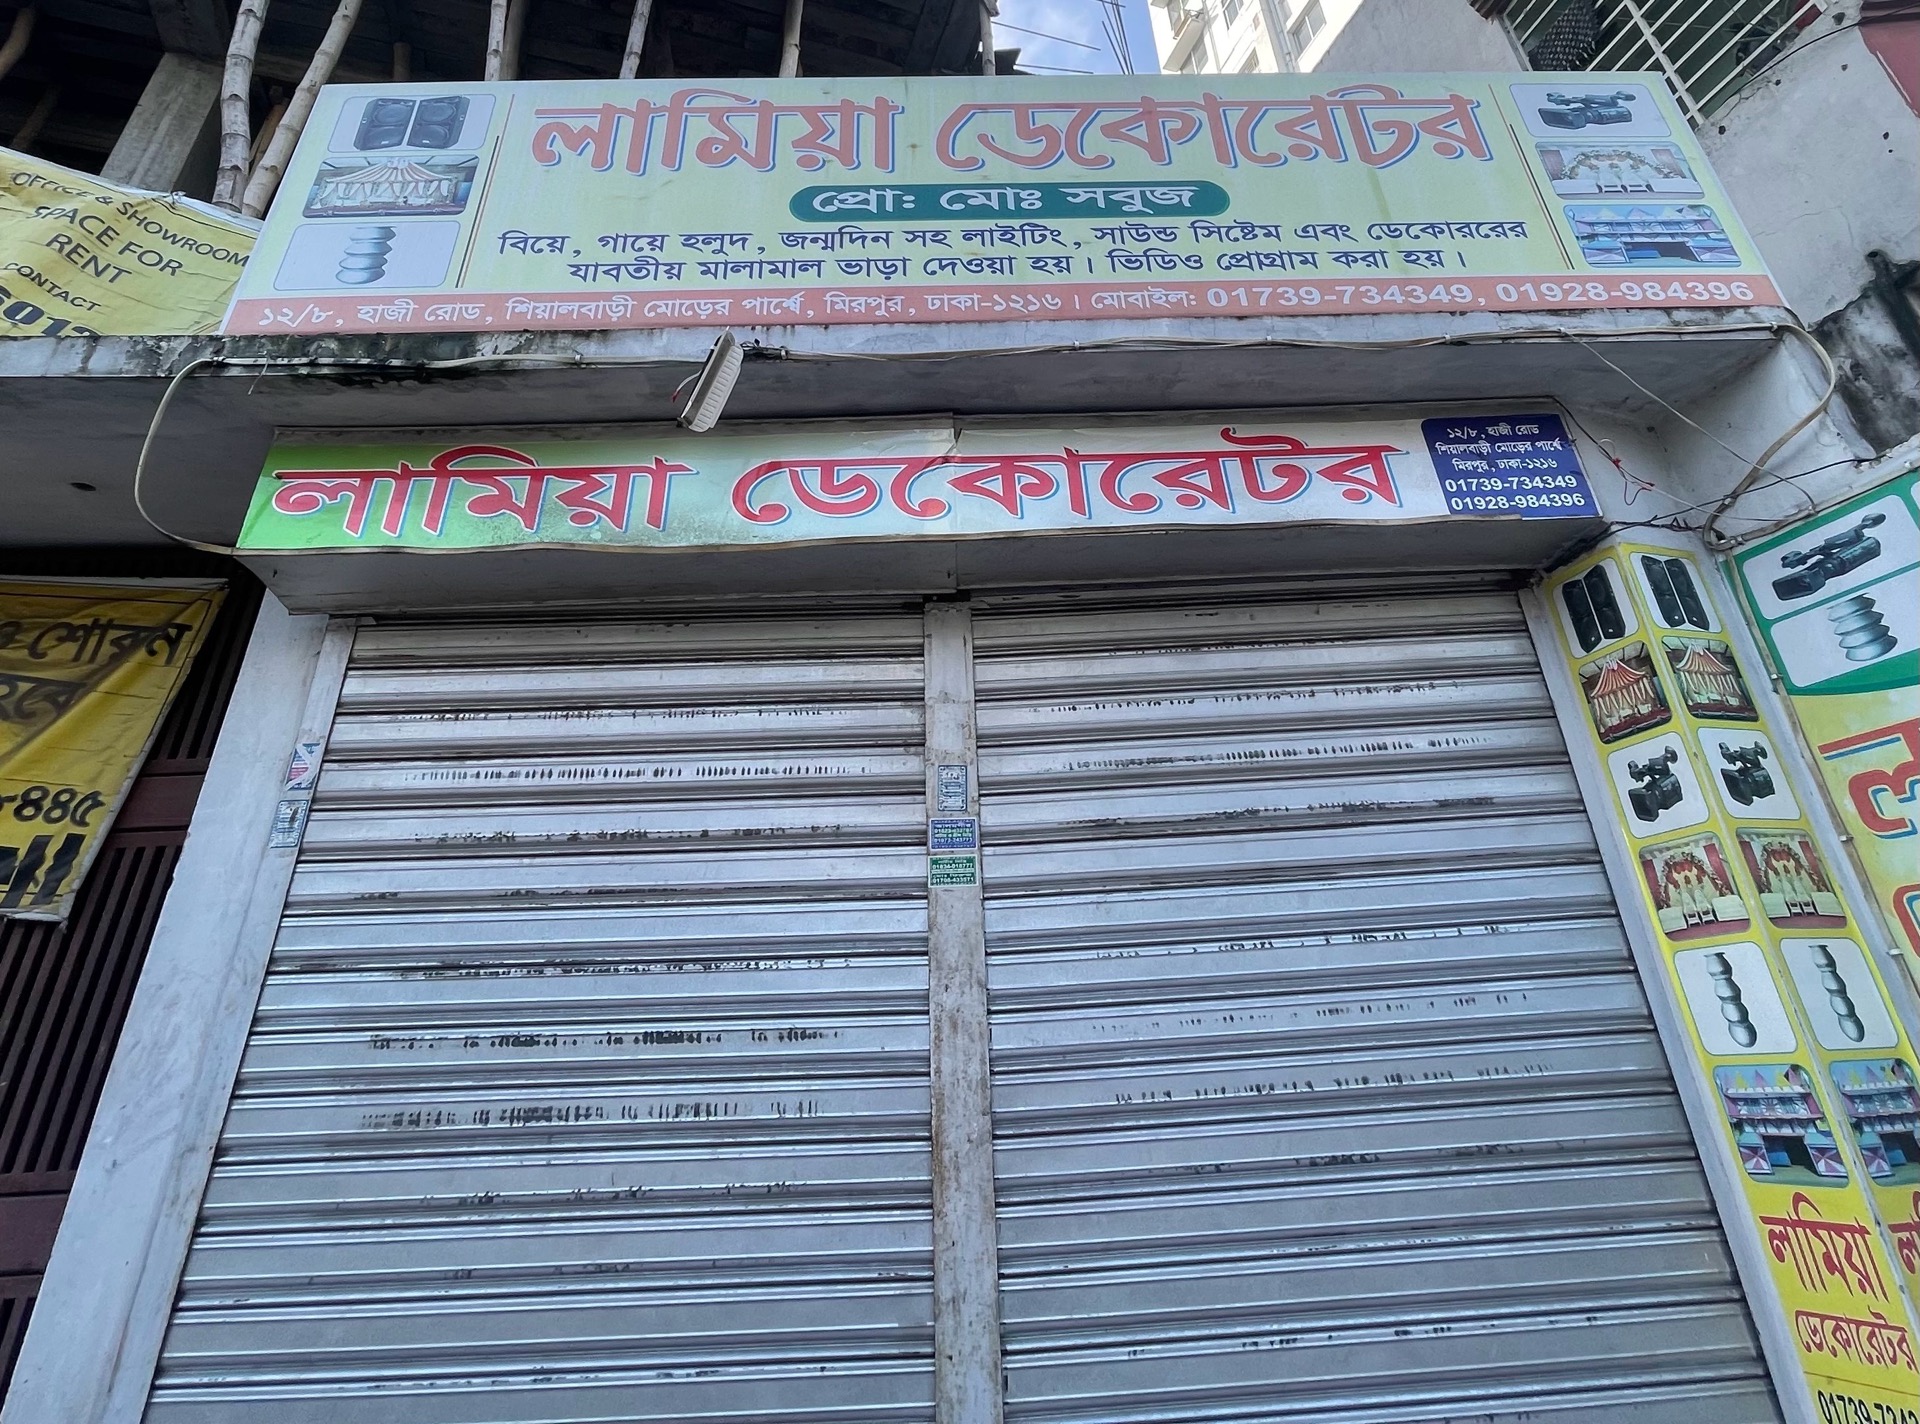 লামিয়া ডেকোরেটর
প্রো: মোঃ সবুজ
বিয়ে, গায়ে হলুদ, জন্মদিন সহ লাইটিং, সাউন্ড সিষ্টেম এবং ডেকোররের
যাবতীয় মালামাল ভাড়া দেওয়া হয়। ভিডিও প্রোগ্রাম করা হয়।
১২/৮, হাজী রোড, শিয়ালবাড়ী মোড়ের পার্শ্বে, মিরপুর, ঢাকা-১২১৬। মোবাইল: 01739-734349, 01928-984396
OFFICE & SHOWROOM
SPACE FOR
RENT
CONTACT
লামিয়া ডেকোরেটর
১২/৮, হাজী রোড
শিয়ালবাড়ী মোড়ের পার্শ্বে
মিরপুর, ঢাকা-১২১৬
01739-734349
01928-984396
শোরুম
৮৪৪৫
লামিয়া
ডেকোরেটর